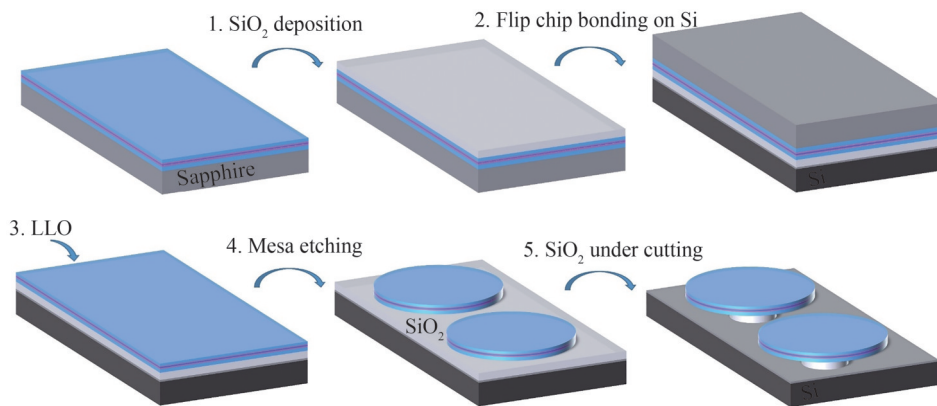 1. SiO₂ deposition
2. Flip chip bonding on Si
Sapphire
Si
3. LLO
4. Mesa etching
5. SiO₂ under cutting
SiO₂
Si